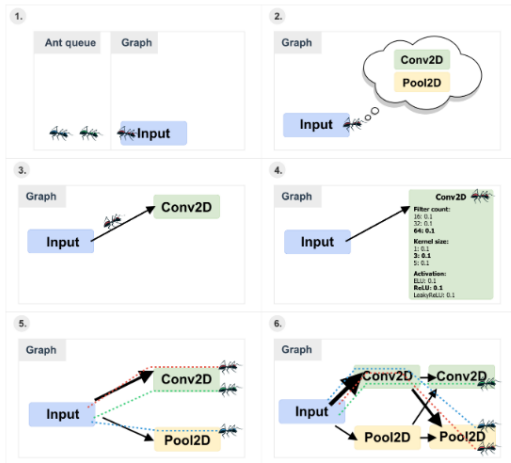 1.
Ant queue
Graph
Input
2.
Graph
Conv2D
Pool2D
Input
3.
Graph
Conv2D
Input
4.
Graph
Input
Conv2D
Filter count:
16: 0.1
32: 0.1
64: 0.1
Kernel size:
1: 0.1
3: 0.1
5: 0.1
Activation:
ELU: 0.1
ReLU: 0.1
LeakyReLU: 0.1
5.
Graph
Conv2D
Input
Pool2D
6.
Graph
Conv2D
Conv2D
Input
Pool2D
Pool2D